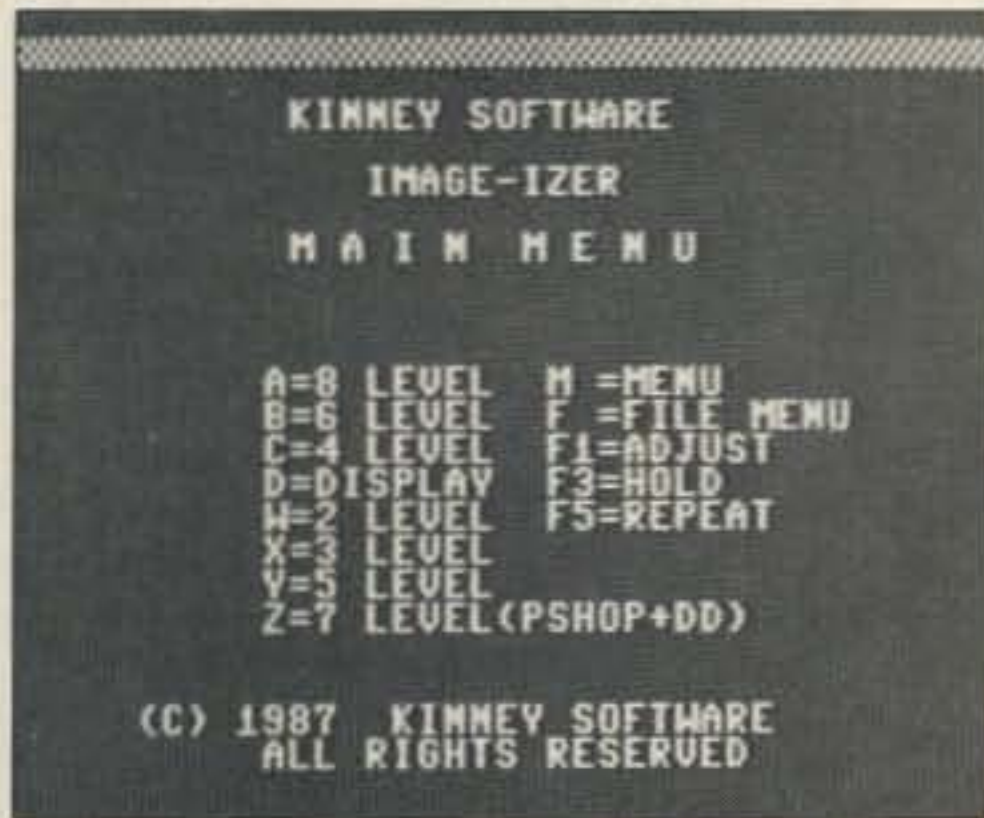 KINNEY SOFTWARE
IMAGE-IZER
M A I N M E N U
A=8 LEVEL M =MENU
B=6 LEVEL F =FILE MENU
C=4 LEVEL F1=ADJUST
D=DISPLAY F3=HOLD
W=2 LEVEL F5=REPEAT
X=3 LEVEL
Y=5 LEVEL
Z=7 LEVEL(PSHOP+DD)
(C) 1987 KINNEY SOFTWARE
ALL RIGHTS RESERVED